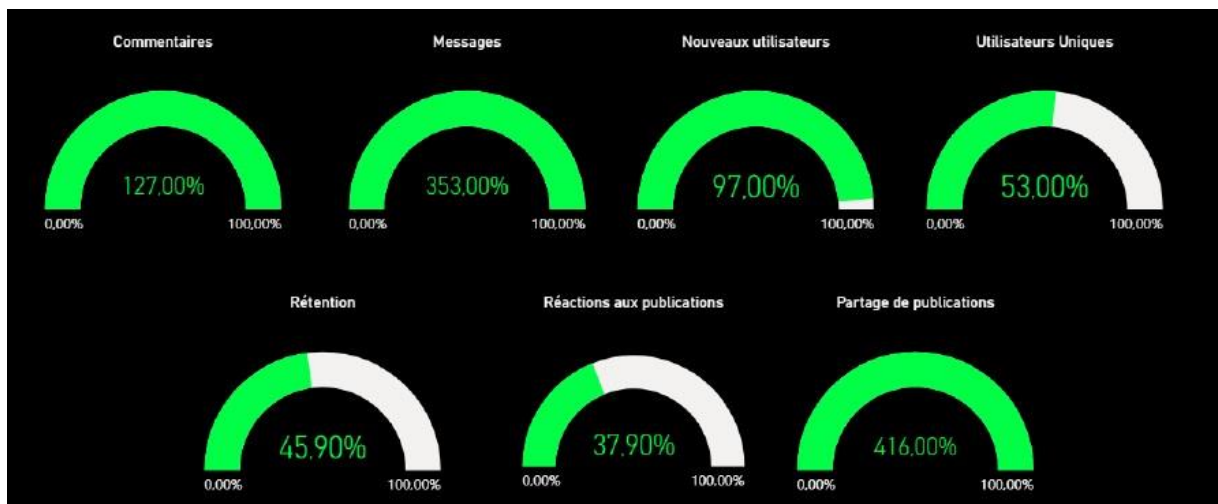 Commentaires
127,00%
0,00% 100,00%
Messages
353,00%
0,00% 100,00%
Nouveaux utilisateurs
97,00%
0,00% 100,00%
Utilisateurs Uniques
53,00%
0,00% 100,00%
Rétention
45,90%
0,00% 100,00%
Réactions aux publications
37,90%
0,00% 100,00%
Partage de publications
416,00%
0,00% 100,00%